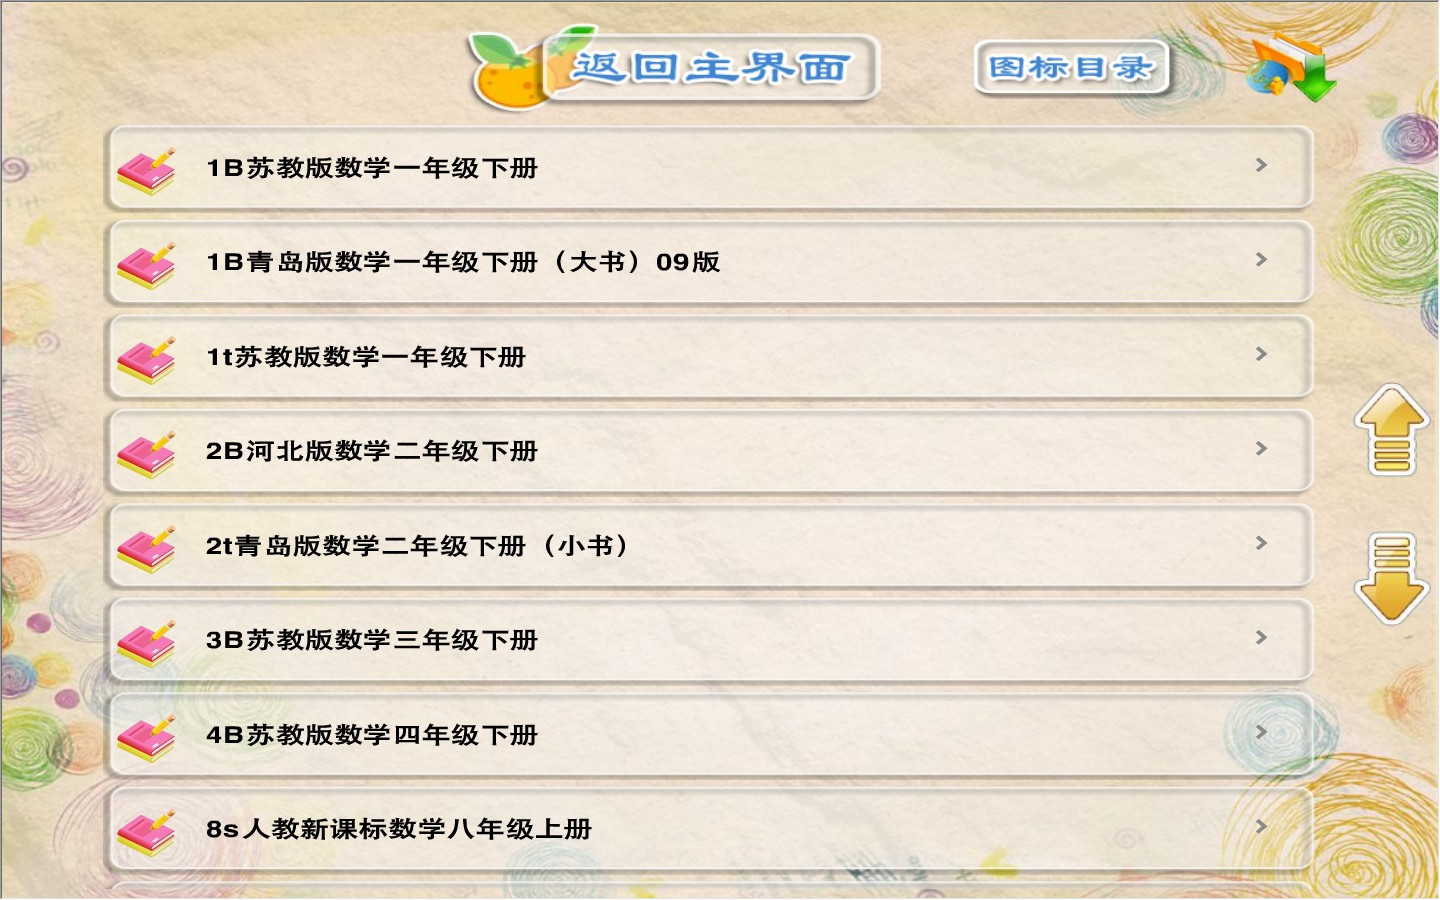 返回主界面
图标目录
1B苏教版数学一年级下册
1B青岛版数学一年级下册（大书）09版
1t苏教版数学一年级下册
2B河北版数学二年级下册
2t青岛版数学二年级下册（小书）
3B苏教版数学三年级下册
4B苏教版数学四年级下册
8s人教新课标数学八年级上册